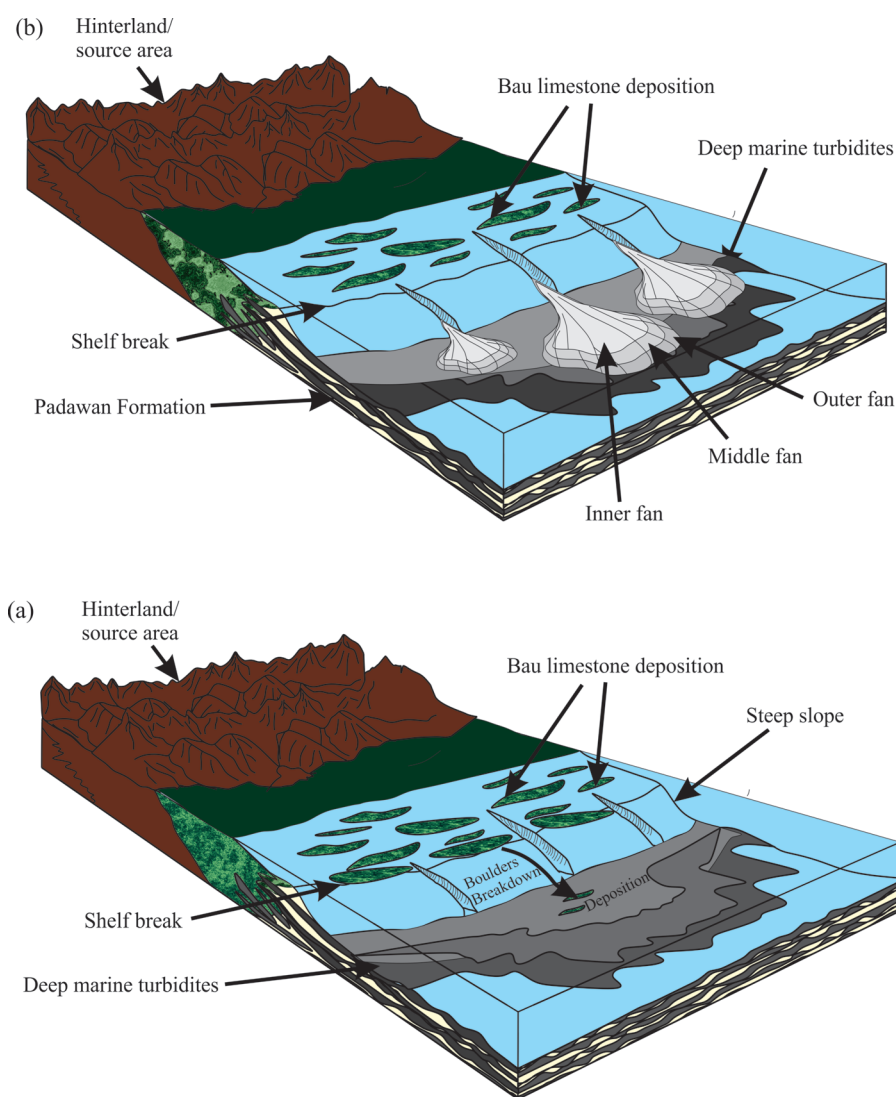 (b)
Hinterland/
source area
Bau limestone deposition
Deep marine turbidites
Shelf break
Padawan Formation
Outer fan
Middle fan
Inner fan
(a)
Hinterland/
source area
Bau limestone deposition
Steep slope
Boulders
Breakdown
Deposition
Shelf break
Deep marine turbidites